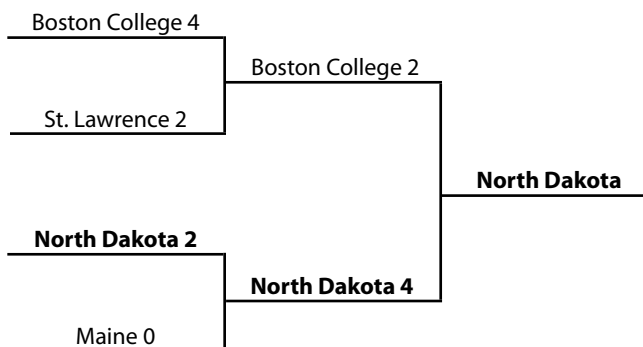 Boston College 4
Boston College 2
St. Lawrence 2
North Dakota
North Dakota 2
North Dakota 4
Maine 0